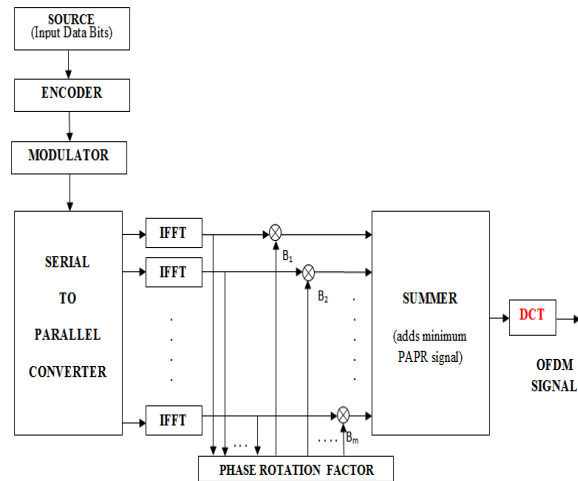 SOURCE
(Input Data Bits)
ENCODER
MODULATOR
SERIAL
TO
PARALLEL
CONVERTER
IFFT
IFFT
IFFT
B1
B2
Bm
SUMMER
(adds minimum
PAPR signal)
DCT
OFDM
SIGNAL
PHASE ROTATION FACTOR